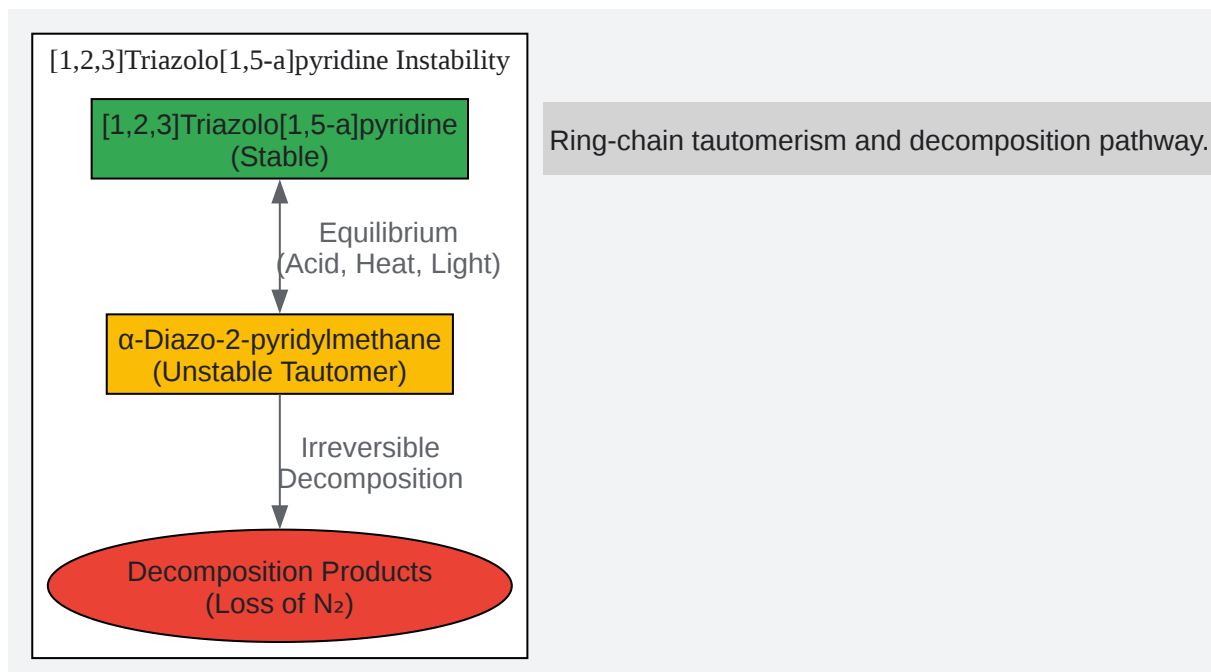 [1,2,3]Triazolo[1,5-a]pyridine Instability
[1,2,3]Triazolo[1,5-a]pyridine
(Stable)
Ring-chain tautomerism and decomposition pathway.
Equilibrium
(Acid, Heat, Light)
α-Diazo-2-pyridylmethane
(Unstable Tautomer)
Irreversible
Decomposition
Decomposition Products
(Loss of N₂)